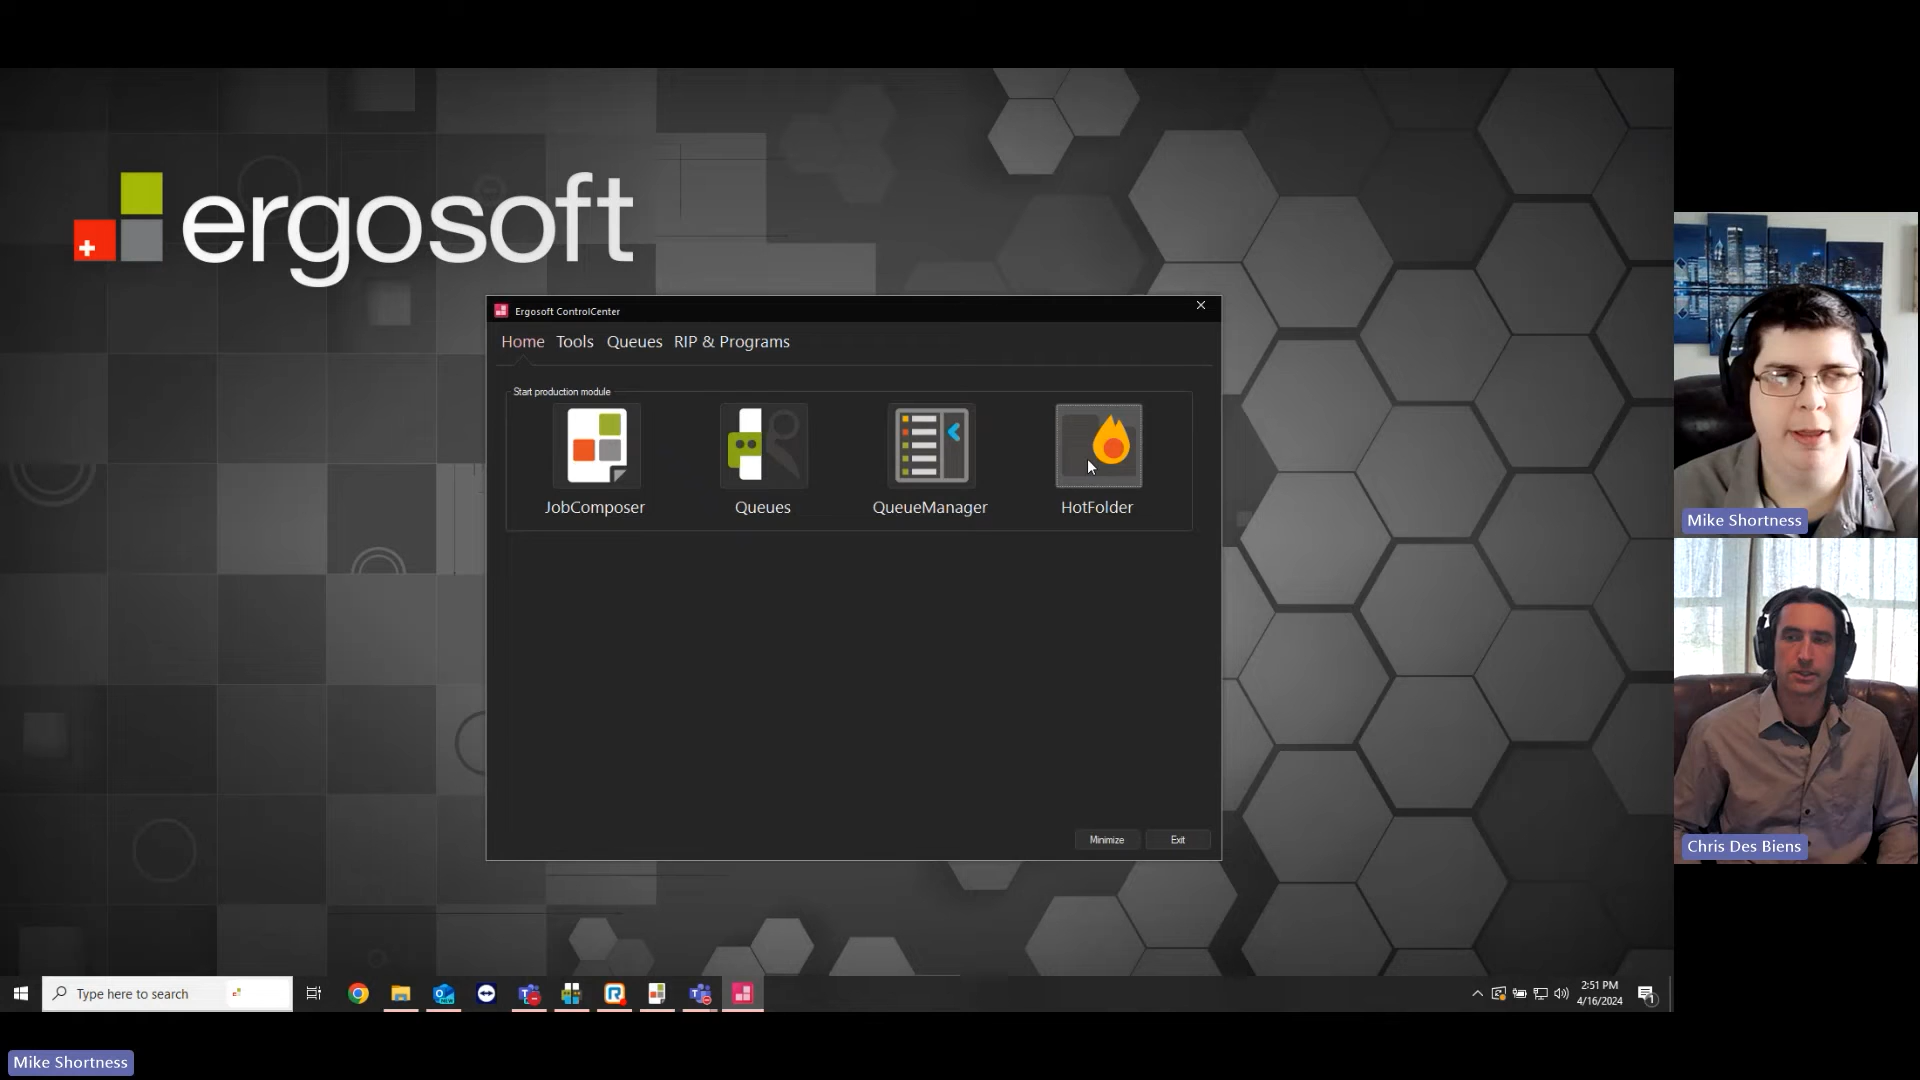 ergosoft
Ergosoft ControlCenter
Home Tools Queues RIP & Programs
Start production module
JobComposer Queues QueueManager HotFolder
Minimize Exit
Mike Shortness
Chris Des Biens
Type here to search
2:51 PM
4/16/2024
1
Mike Shortness